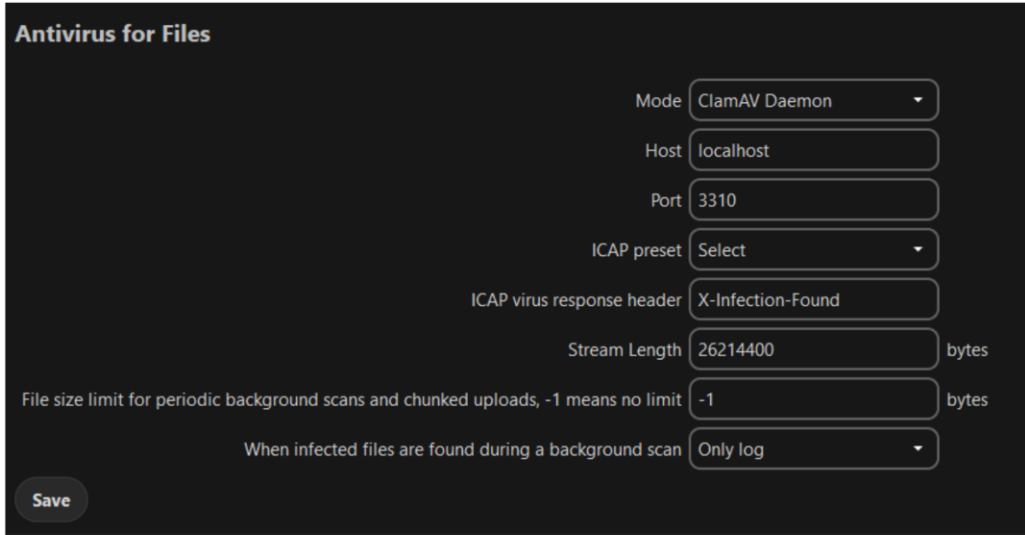 Antivirus for Files
Mode ClamAV Daemon
Host localhost
Port 3310
ICAP preset Select
ICAP virus response header X-Infection-Found
Stream Length 26214400 bytes
File size limit for periodic background scans and chunked uploads, -1 means no limit -1 bytes
When infected files are found during a background scan Only log
Save